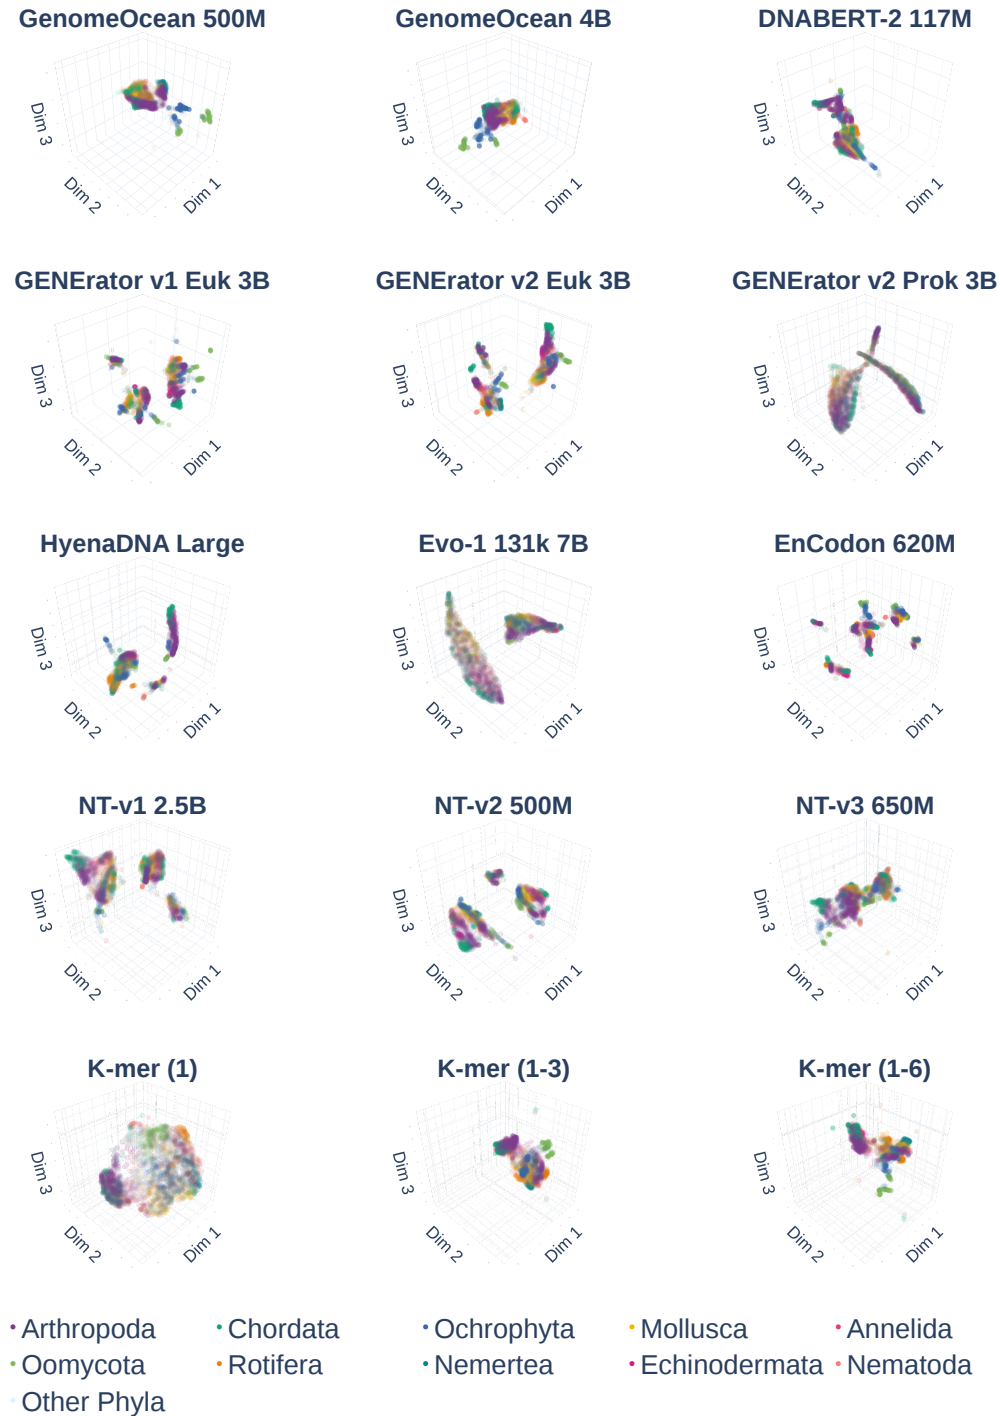 GenomeOcean 500M
GenomeOcean 4B
DNABERT-2 117M
Dim 3
Dim 2
Dim 1
Dim 3
Dim 2
Dim 1
Dim 3
Dim 2
Dim 1
GENErator v1 Euk 3B
GENErator v2 Euk 3B
GENErator v2 Prok 3B
Dim 3
Dim 2
Dim 1
Dim 3
Dim 2
Dim 1
Dim 3
Dim 2
Dim 1
HyenaDNA Large
Evo-1 131k 7B
EnCodon 620M
Dim 3
Dim 2
Dim 1
Dim 3
Dim 2
Dim 1
Dim 3
Dim 2
Dim 1
NT-v1 2.5B
NT-v2 500M
NT-v3 650M
Dim 3
Dim 2
Dim 1
Dim 3
Dim 2
Dim 1
Dim 3
Dim 2
Dim 1
K-mer (1)
K-mer (1-3)
K-mer (1-6)
Dim 3
Dim 2
Dim 1
Dim 3
Dim 2
Dim 1
Dim 3
Dim 2
Dim 1
Arthropoda
Chordata
Ochrophyta
Mollusca
Annelida
Oomycota
Rotifera
Nemertea
Echinodermata
Nematoda
Other Phyla